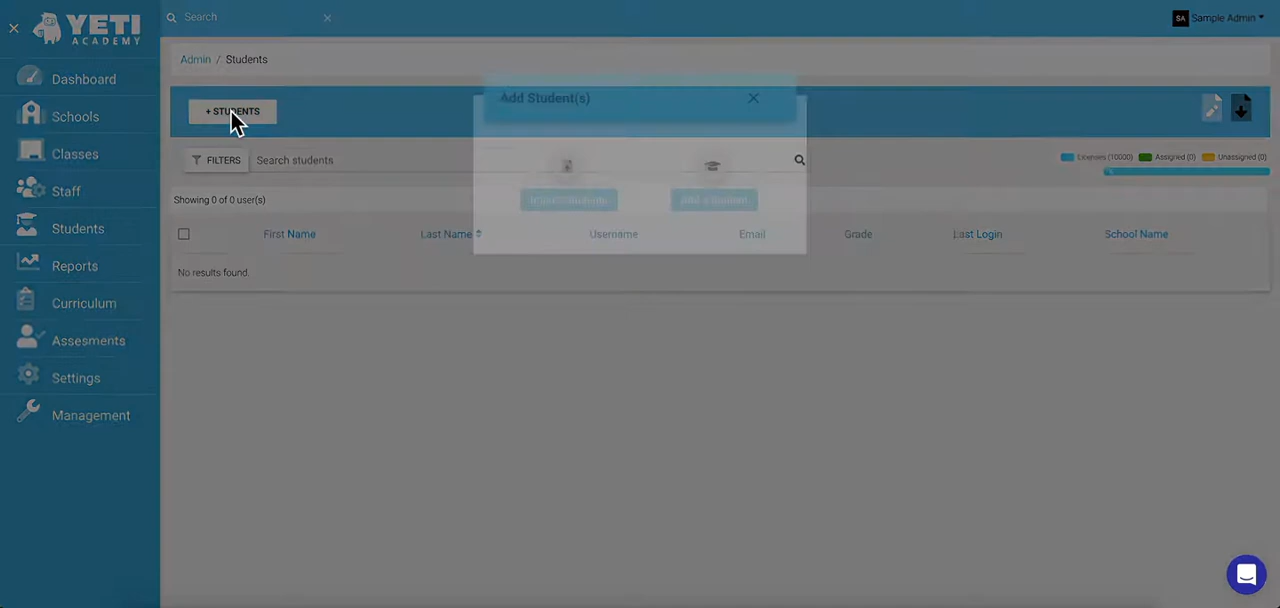 YETI
ACADEMY
Search
SA Sample Admin
Admin / Students
Dashboard
Schools
Classes
Staff
Students
Reports
Curriculum
Assesments
Settings
Management
+ STUDENTS
Add Student(s)
FILTERS
Search students
Licenses (10000) Assigned (0) Unassigned (0)
Add a Student
Showing 0 of 0 user(s)
First Name Last Name Username Email Grade Last Login School Name
No results found.